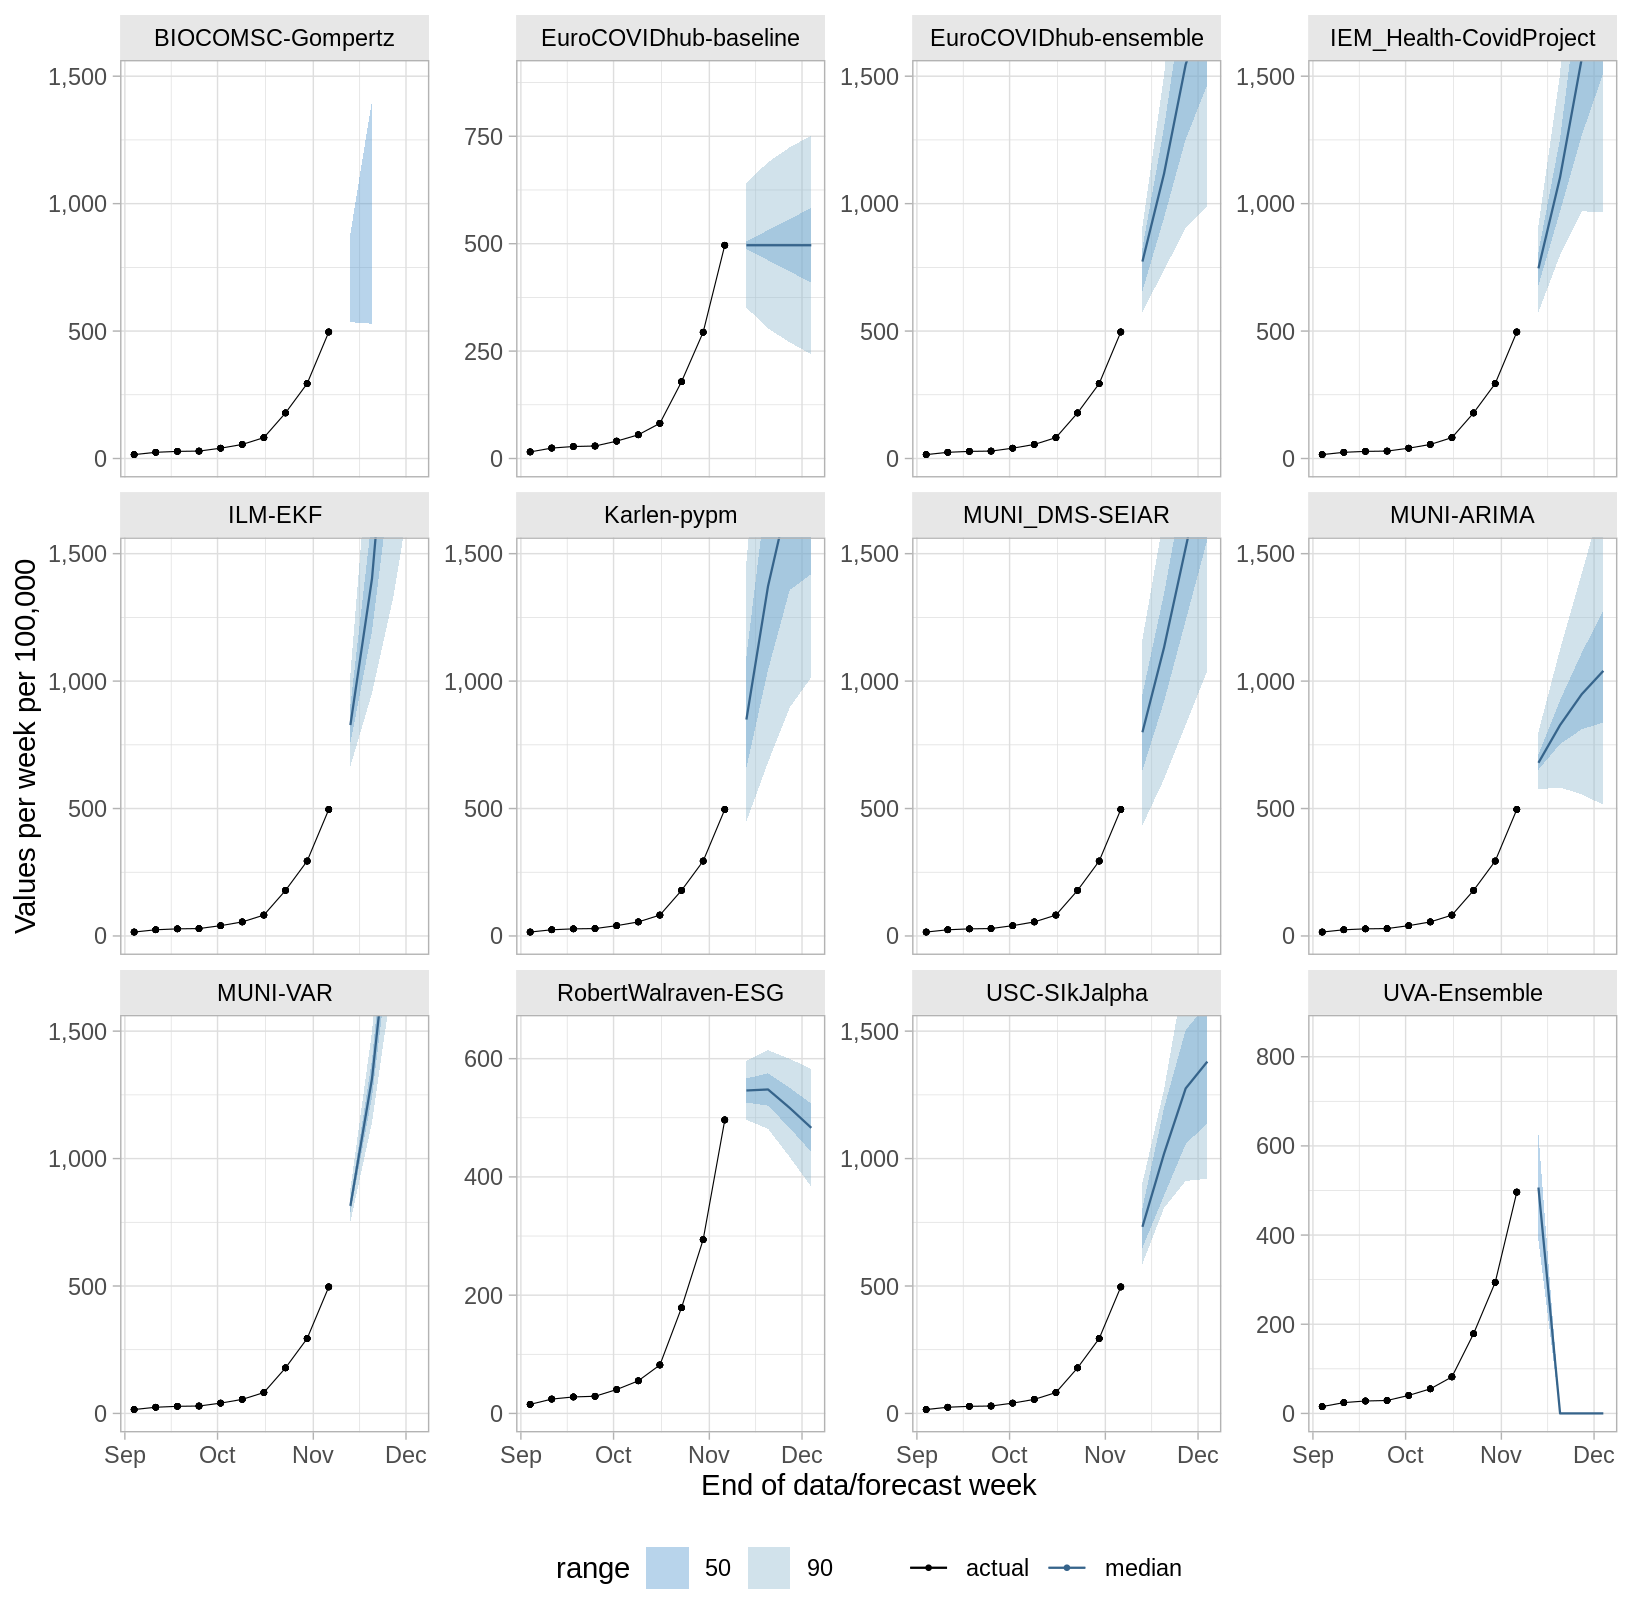 BIOCOMSC-Gompertz
EuroCOVIDhub-baseline
EuroCOVIDhub-ensemble
IEM_Health-CovidProject
1,500
1,000
500
0
750
500
250
0
1,500
1,000
500
0
1,500
1,000
500
0
ILM-EKF
Karlen-pypm
MUNI_DMS-SEIAR
MUNI-ARIMA
1,500
1,000
500
0
1,500
1,000
500
0
1,500
1,000
500
0
1,500
1,000
500
0
Values per week per 100,000
MUNI-VAR
RobertWalraven-ESG
USC-SIkJalpha
UVA-Ensemble
1,500
1,000
500
0
600
400
200
0
1,500
1,000
500
0
800
600
400
200
0
Sep Oct Nov Dec
Sep Oct Nov Dec
Sep Oct Nov Dec
Sep Oct Nov Dec
End of data/forecast week
range 50 90 actual median